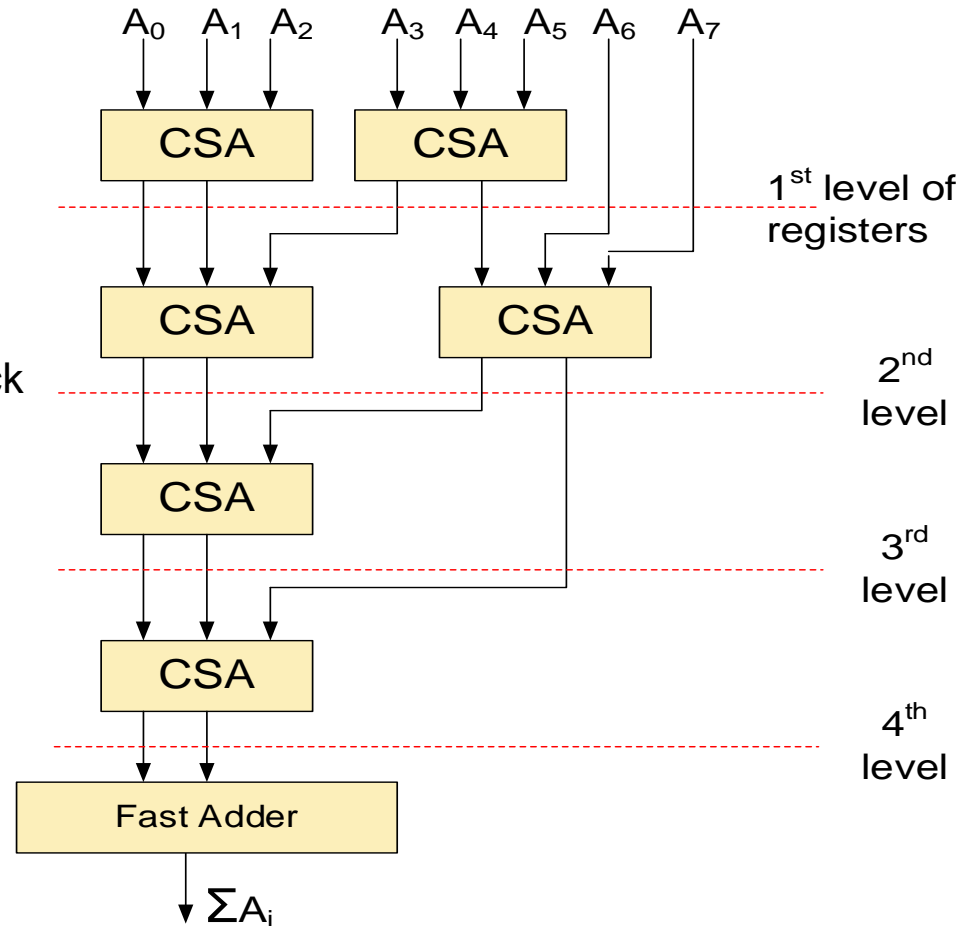 A₀ A₁ A₂ A₃ A₄ A₅ A₆ A₇
CSA CSA
1ˢᵗ level of
registers
CSA CSA
ck
2ⁿᵈ
level
CSA
3ʳᵈ
level
CSA
4ᵗʰ
level
Fast Adder
ΣAᵢ